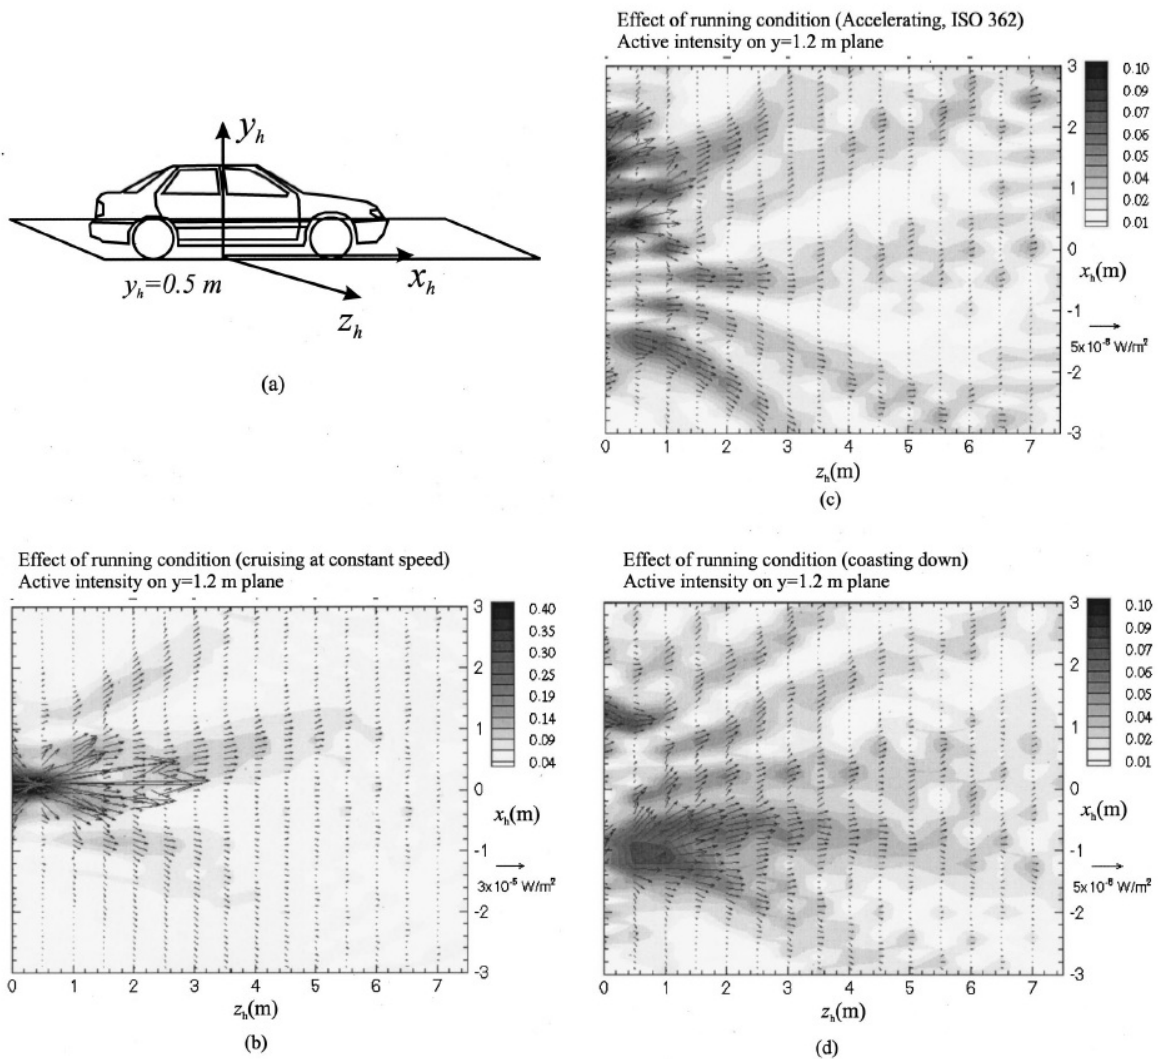 y_h
x_h
z_h
y_h=0.5 m
(a)
Effect of running condition (Accelerating, ISO 362)
Active intensity on y=1.2 m plane
3
2
1
0
-1
-2
-3
0 1 2 3 4 5 6 7
z_h(m)
x_h(m)
0.10
0.09
0.07
0.06
0.05
0.04
0.02
0.01
5x10⁻⁶ W/m²
(c)
Effect of running condition (cruising at constant speed)
Active intensity on y=1.2 m plane
3
2
1
0
-1
-2
-3
0 1 2 3 4 5 6 7
z_h(m)
x_h(m)
0.40
0.35
0.30
0.25
0.19
0.14
0.09
0.04
3x10⁻⁵ W/m²
(b)
Effect of running condition (coasting down)
Active intensity on y=1.2 m plane
3
2
1
0
-1
-2
-3
0 1 2 3 4 5 6 7
z_h(m)
x_h(m)
0.10
0.09
0.07
0.06
0.05
0.04
0.02
0.01
5x10⁻⁶ W/m²
(d)